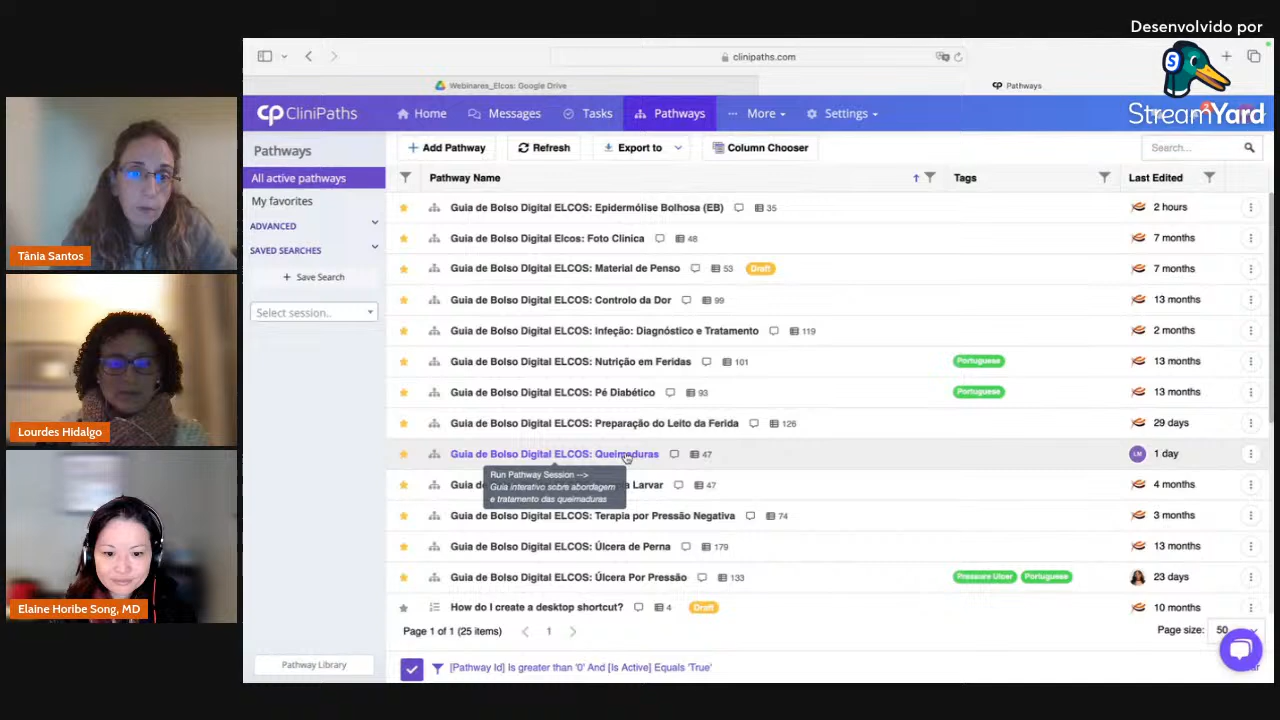 Desenvolvido por
StreamYard
clinipaths.com
Webinares_Elcos: Google Drive
Pathways
CliniPaths
Home
Messages
Tasks
Pathways
More
Settings
Pathways
Add Pathway
Refresh
Export to
Column Chooser
Search...
All active pathways
My favorites
ADVANCED
SAVED SEARCHES
+ Save Search
Select session..
Pathway Library
Pathway Name
Tags
Last Edited
Guia de Bolso Digital ELCOS: Epidermólise Bolhosa (EB) 35 2 hours
Guia de Bolso Digital Elcos: Foto Clinica 48 7 months
Guia de Bolso Digital ELCOS: Material de Penso 53 Draft 7 months
Guia de Bolso Digital ELCOS: Controlo da Dor 99 13 months
Guia de Bolso Digital ELCOS: Infeção: Diagnóstico e Tratamento 119 2 months
Guia de Bolso Digital ELCOS: Nutrição em Feridas 101 Portuguese 13 months
Guia de Bolso Digital ELCOS: Pé Diabético 93 Portuguese 13 months
Guia de Bolso Digital ELCOS: Preparação do Leito da Ferida 126 29 days
Guia de Bolso Digital ELCOS: Queimaduras 47 LM 1 day
Run Pathway Session -->
Guia interativo sobre abordagem
e tratamento das queimaduras
Guia de Larvar 47 4 months
Guia de Bolso Digital ELCOS: Terapia por Pressão Negativa 74 3 months
Guia de Bolso Digital ELCOS: Úlcera de Perna 179 13 months
Guia de Bolso Digital ELCOS: Úlcera Por Pressão 133 Pressure Ulcer Portuguese 23 days
How do I create a desktop shortcut? 4 Draft 10 months
Page 1 of 1 (25 items)
1
Page size: 50
[Pathway Id] Is greater than '0' And [Is Active] Equals 'True'
Tânia Santos
Lourdes Hidalgo
Elaine Horibe Song, MD